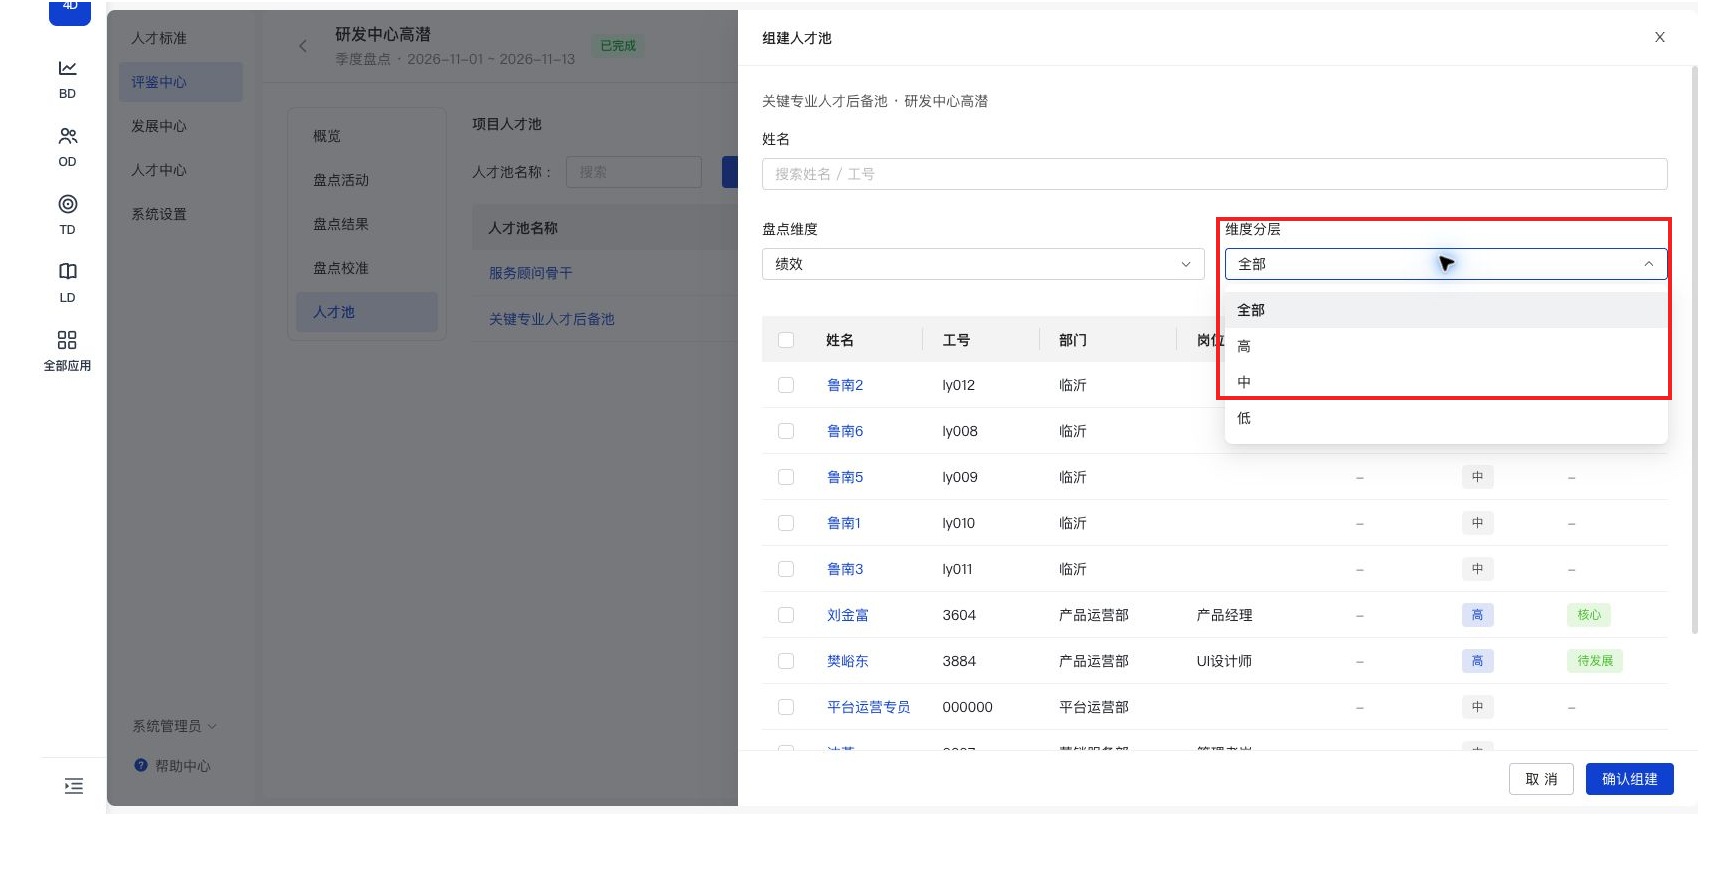 4D
BD
OD
TD
LD
全部应用
人才标准
评鉴中心
发展中心
人才中心
系统设置
系统管理员
帮助中心
研发中心高潜
已完成
季度盘点 · 2026-11-01 ~ 2026-11-13
概览
盘点活动
盘点结果
盘点校准
人才池
项目人才池
人才池名称：
搜索
人才池名称
服务顾问骨干
关键专业人才后备池
组建人才池
关键专业人才后备池 · 研发中心高潜
姓名
搜索姓名 / 工号
盘点维度
绩效
维度分层
全部
全部
高
中
低
姓名 工号 部门 岗位
鲁南2 ly012 临沂
鲁南6 ly008 临沂
鲁南5 ly009 临沂 – 中 –
鲁南1 ly010 临沂 – 中 –
鲁南3 ly011 临沂 – 中 –
刘金富 3604 产品运营部 产品经理 – 高 核心
樊峪东 3884 产品运营部 UI设计师 – 高 待发展
平台运营专员 000000 平台运营部 – 中 –
取 消
确认组建